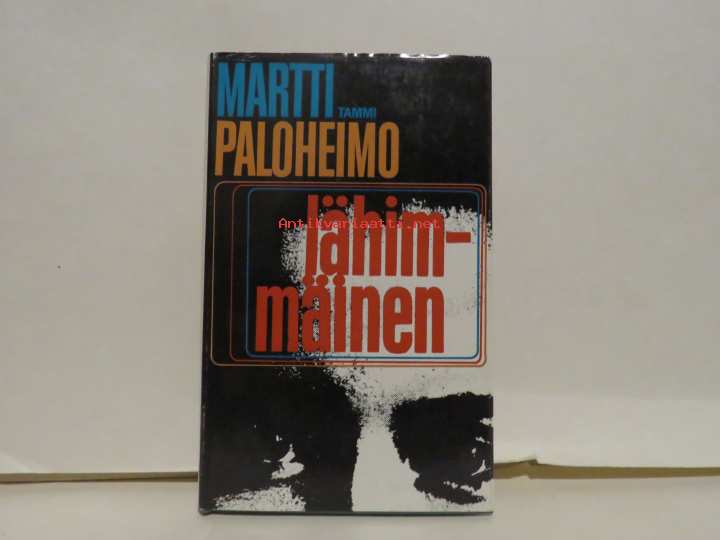 MARTTI
TAMMI
PALOHEIMO
Antikvariaatti.net
lähim-
mäinen